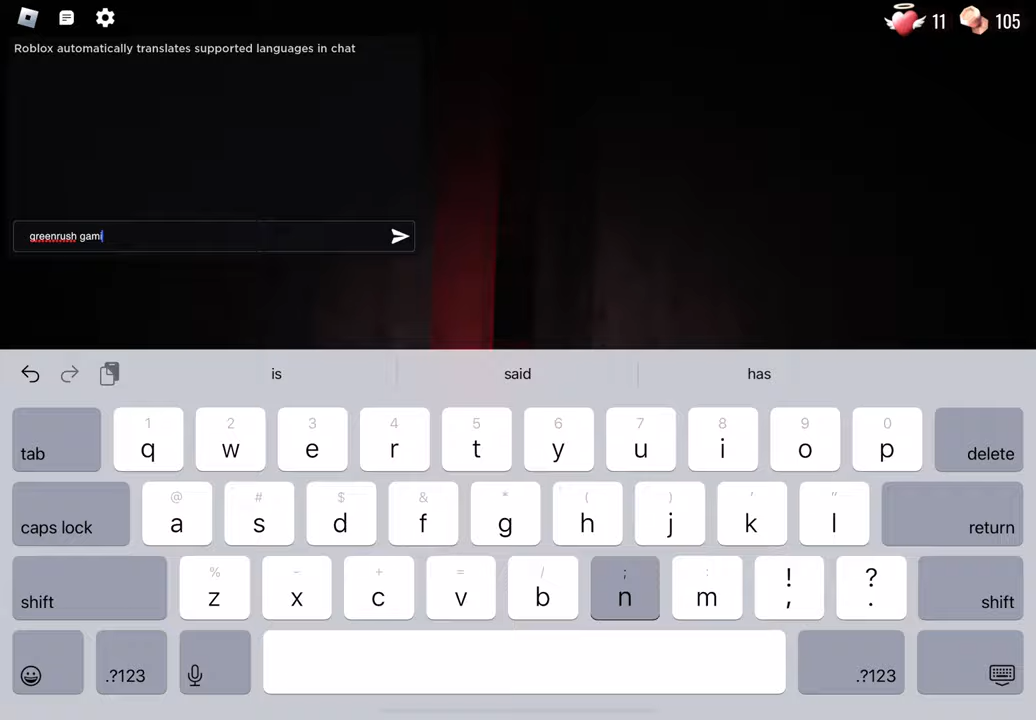 11
105
Roblox automatically translates supported languages in chat
greenrush gami
is said has
1 2 3 4 5 6 7 8 9 0
tab q w e r t y u i o p delete
@ # $ & * ( ) ' "
caps lock a s d f g h j k l return
% - + = / ; : ! ?
shift z x c v b n m , . shift
.?123 .?123